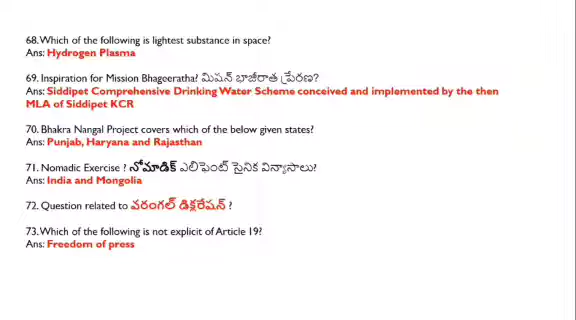 68. Which of the following is lightest substance in space?
Ans: Hydrogen Plasma
69. Inspiration for Mission Bhageeratha? మిషన్ భాజీరాత ప్రేరణ?
Ans: Siddipet Comprehensive Drinking Water Scheme conceived and implemented by the then
MLA of Siddipet KCR
70. Bhakra Nangal Project covers which of the below given states?
Ans: Punjab, Haryana and Rajasthan
71. Nomadic Exercise ? నోమాడిక్ ఎలిఫెంట్ సైనిక విన్యాసాలు?
Ans: India and Mongolia
72. Question related to వరంగల్ డిక్లరేషన్ ?
73. Which of the following is not explicit of Article 19?
Ans: Freedom of press